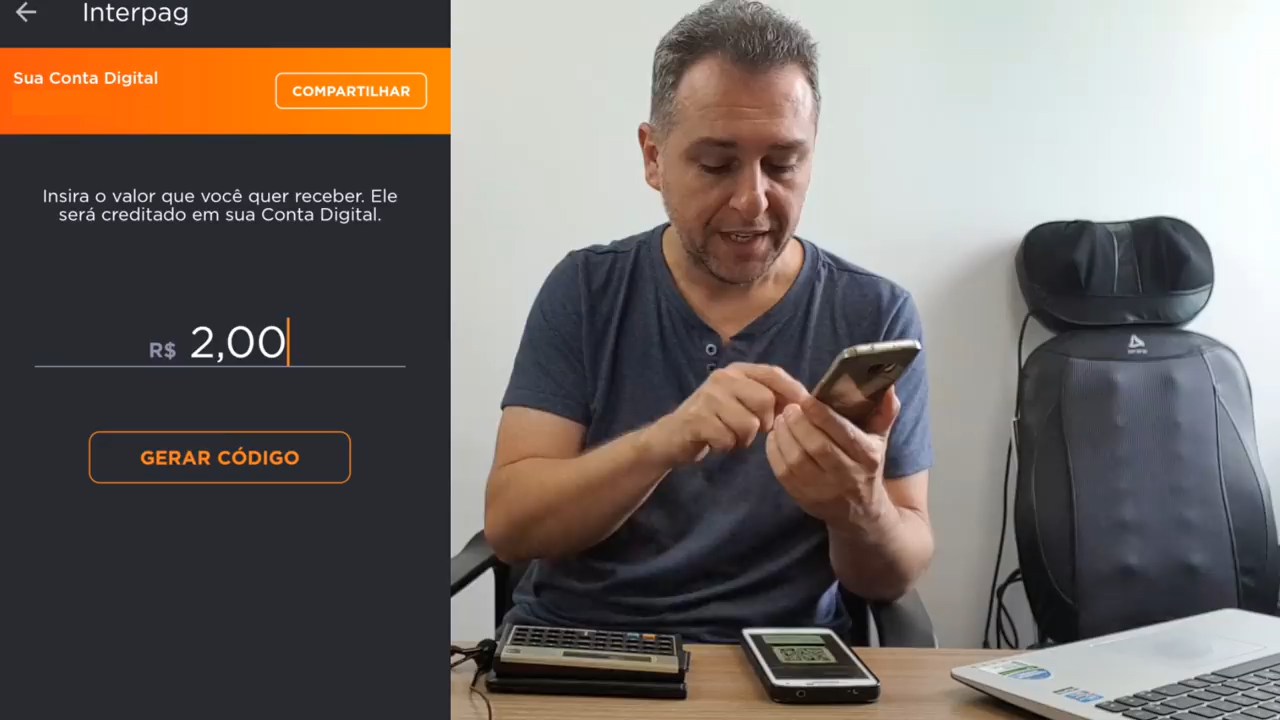 Interpag
Sua Conta Digital
COMPARTILHAR
Insira o valor que você quer receber. Ele
será creditado em sua Conta Digital.
R$ 2,00
GERAR CÓDIGO